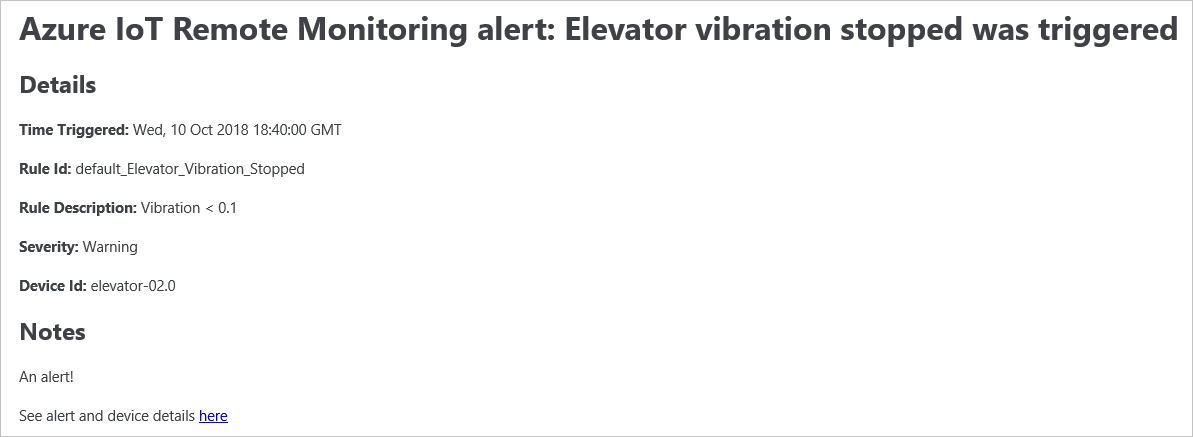 Azure IoT Remote Monitoring alert: Elevator vibration stopped was triggered
Details
Time Triggered: Wed, 10 Oct 2018 18:40:00 GMT
Rule Id: default_Elevator_Vibration_Stopped
Rule Description: Vibration < 0.1
Severity: Warning
Device Id: elevator-02.0
Notes
An alert!
See alert and device details here